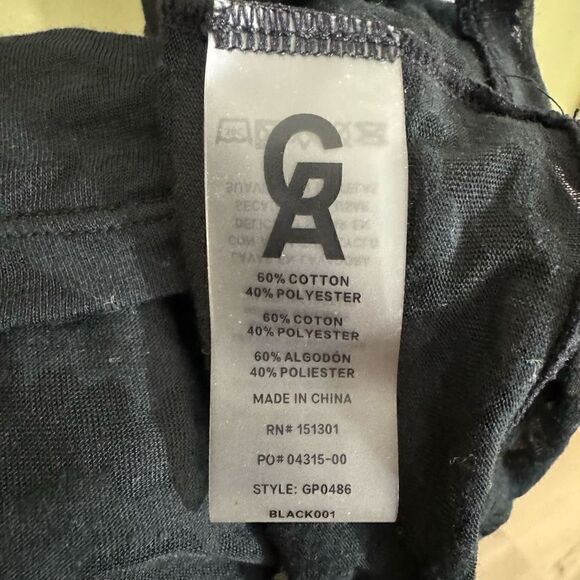 GA
60% COTTON
40% POLYESTER
60% COTON
40% POLYESTER
60% ALGODÓN
40% POLIESTER
MADE IN CHINA
RN# 151301
PO# 04315-00
STYLE: GP0486
BLACK001